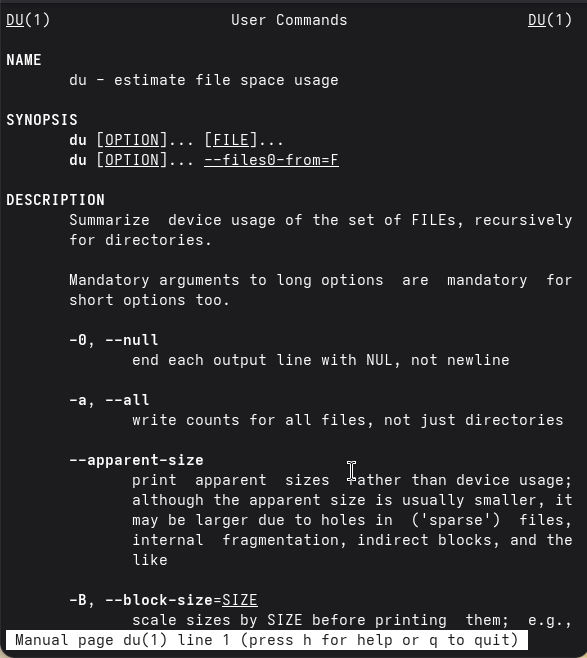 DU(1) User Commands DU(1)
NAME
du - estimate file space usage
SYNOPSIS
du [OPTION]... [FILE]...
du [OPTION]... --files0-from=F
DESCRIPTION
Summarize device usage of the set of FILEs, recursively
for directories.
Mandatory arguments to long options are mandatory for
short options too.
-0, --null
end each output line with NUL, not newline
-a, --all
write counts for all files, not just directories
--apparent-size
print apparent sizes rather than device usage;
although the apparent size is usually smaller, it
may be larger due to holes in ('sparse') files,
internal fragmentation, indirect blocks, and the
like
-B, --block-size=SIZE
scale sizes by SIZE before printing them; e.g.,
Manual page du(1) line 1 (press h for help or q to quit)